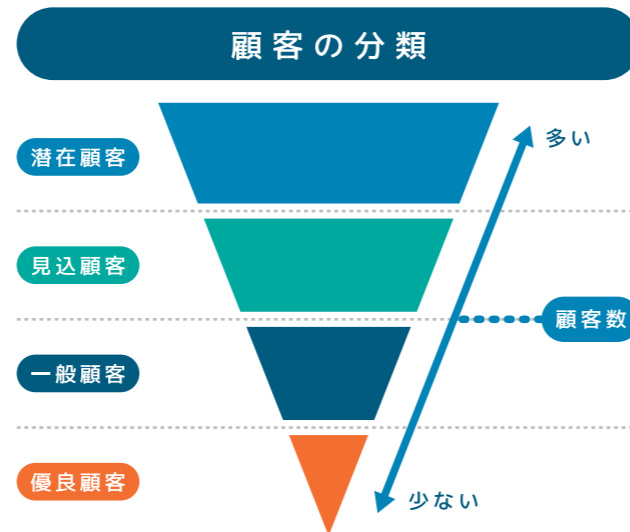 顧客の分類
潜在顧客
多い
見込顧客
顧客数
一般顧客
優良顧客
少ない